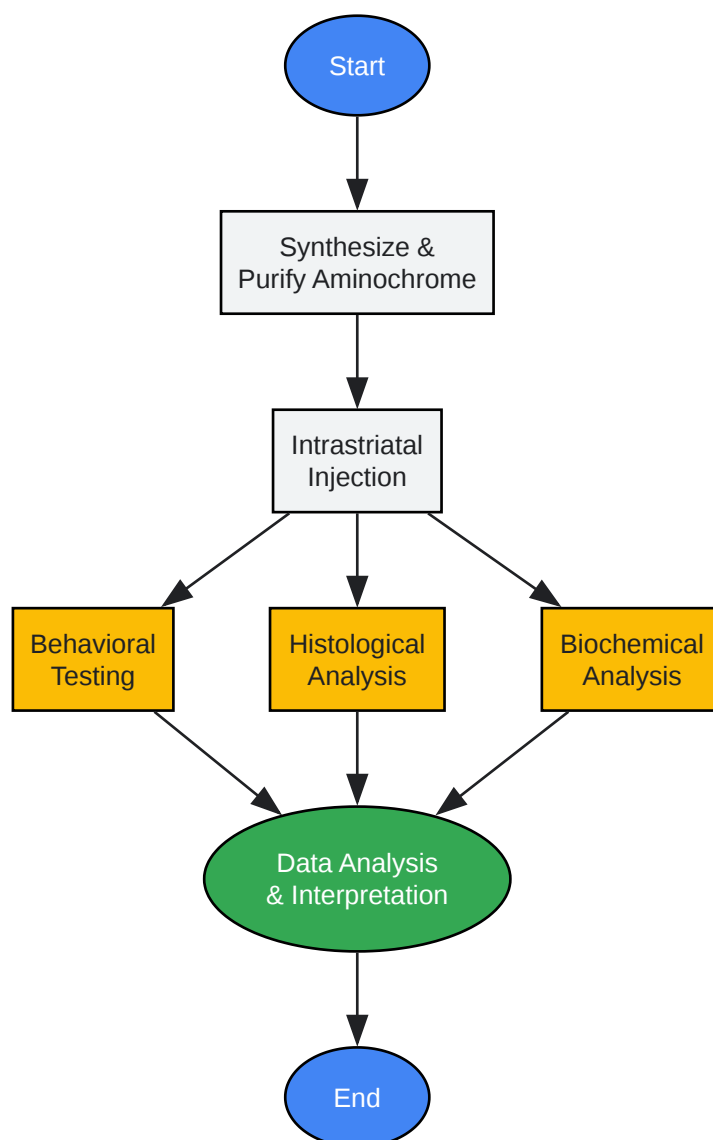 Start
Synthesize &
Purify Aminochrome
Intrastriatal
Injection
Behavioral
Testing
Histological
Analysis
Biochemical
Analysis
Data Analysis
& Interpretation
End